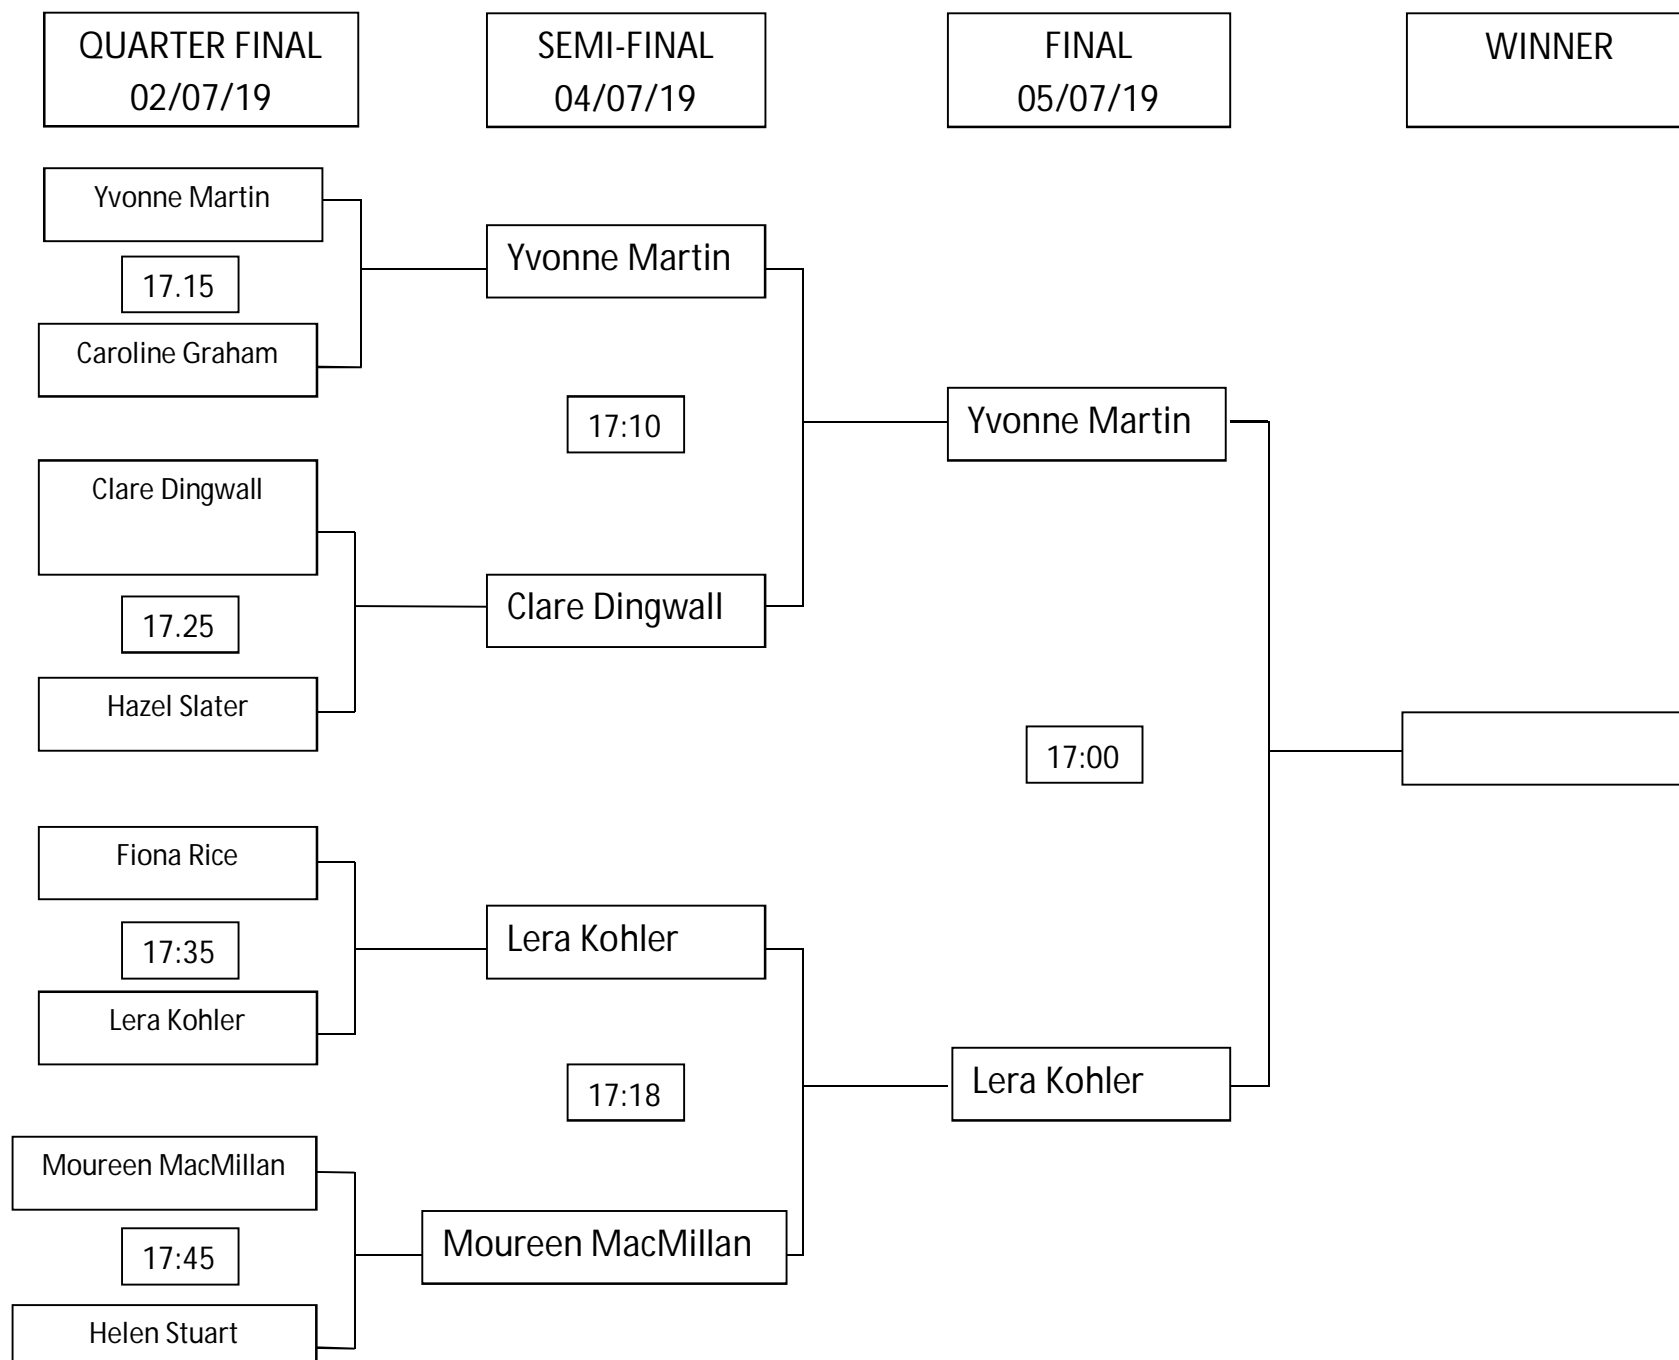 QUARTER FINAL
02/07/19
SEMI-FINAL
04/07/19
FINAL
05/07/19
WINNER
Yvonne Martin
17.15
Caroline Graham
Clare Dingwall
17.25
Hazel Slater
Fiona Rice
17:35
Lera Kohler
Moureen MacMillan
17:45
Helen Stuart
Yvonne Martin
17:10
Clare Dingwall
Lera Kohler
17:18
Moureen MacMillan
Yvonne Martin
17:00
Lera Kohler